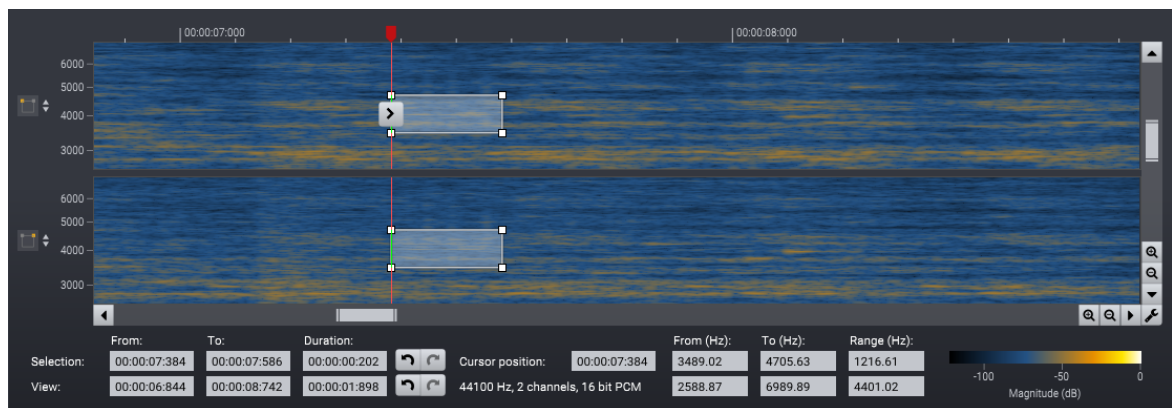 00:00:07:000 00:00:08:000
6000
5000
4000
3000
6000
5000
4000
3000
From: To: Duration: From (Hz): To (Hz): Range (Hz):
Selection: 00:00:07:384 00:00:07:586 00:00:00:202 Cursor position: 00:00:07:384 3489.02 4705.63 1216.61
View: 00:00:06:844 00:00:08:742 00:00:01:898 44100 Hz, 2 channels, 16 bit PCM 2588.87 6989.89 4401.02
-100 -50 0
Magnitude (dB)